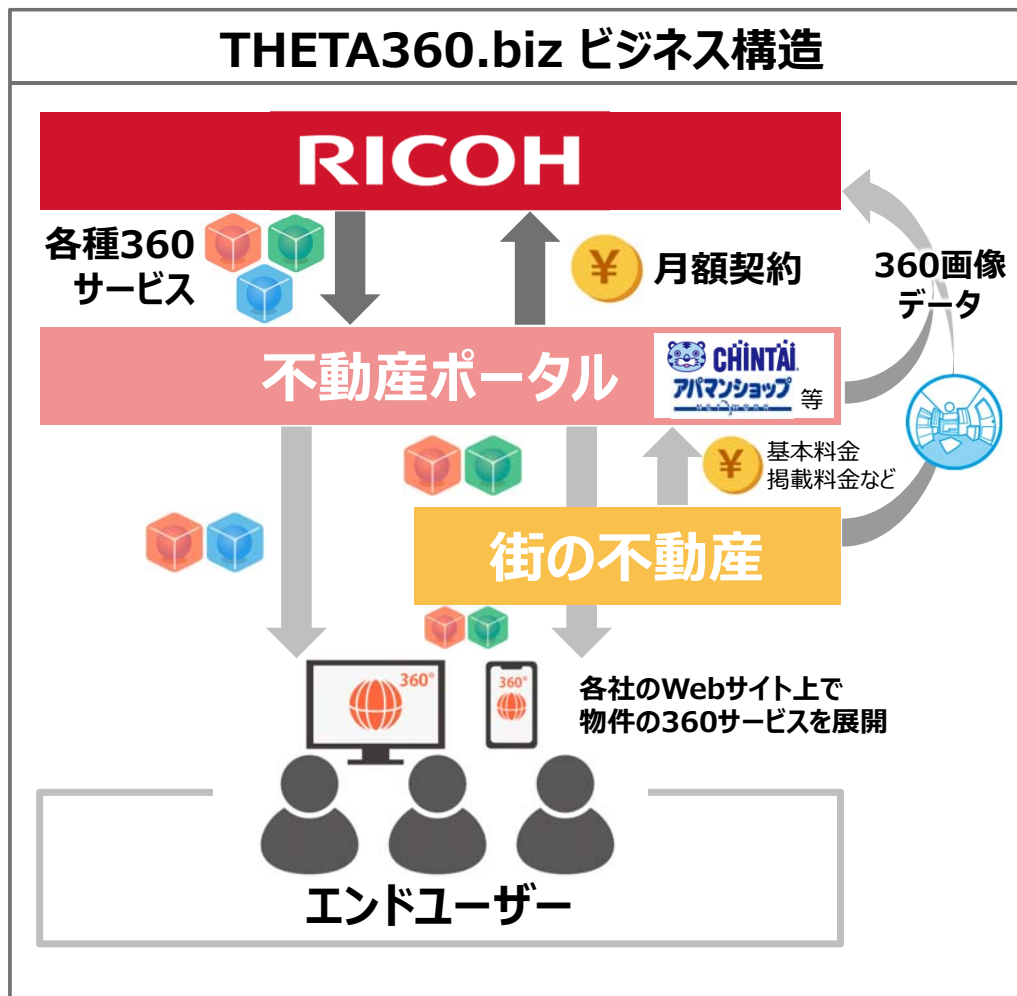 THETA360.biz ビジネス構造
RICOH
各種360
サービス
¥
月額契約
360画像
データ
不動産ポータル
CHINTAI
アパマンショップ
NETWORK
等
¥
基本料金
掲載料金など
街の不動産
360°
360°
各社のWebサイト上で
物件の360サービスを展開
エンドユーザー